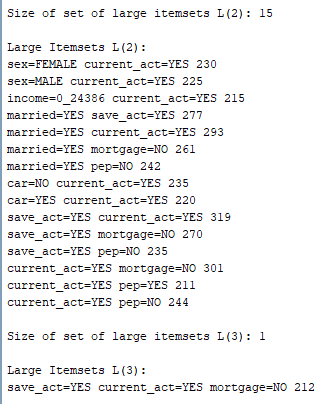 Size of set of large itemsets L(2): 15
Large Itemsets L(2):
sex=FEMALE current_act=YES 230
sex=MALE current_act=YES 225
income=0_24386 current_act=YES 215
married=YES save_act=YES 277
married=YES current_act=YES 293
married=YES mortgage=NO 261
married=YES pep=NO 242
car=NO current_act=YES 235
car=YES current_act=YES 220
save_act=YES current_act=YES 319
save_act=YES mortgage=NO 270
save_act=YES pep=NO 235
current_act=YES mortgage=NO 301
current_act=YES pep=YES 211
current_act=YES pep=NO 244
Size of set of large itemsets L(3): 1
Large Itemsets L(3):
save_act=YES current_act=YES mortgage=NO 212